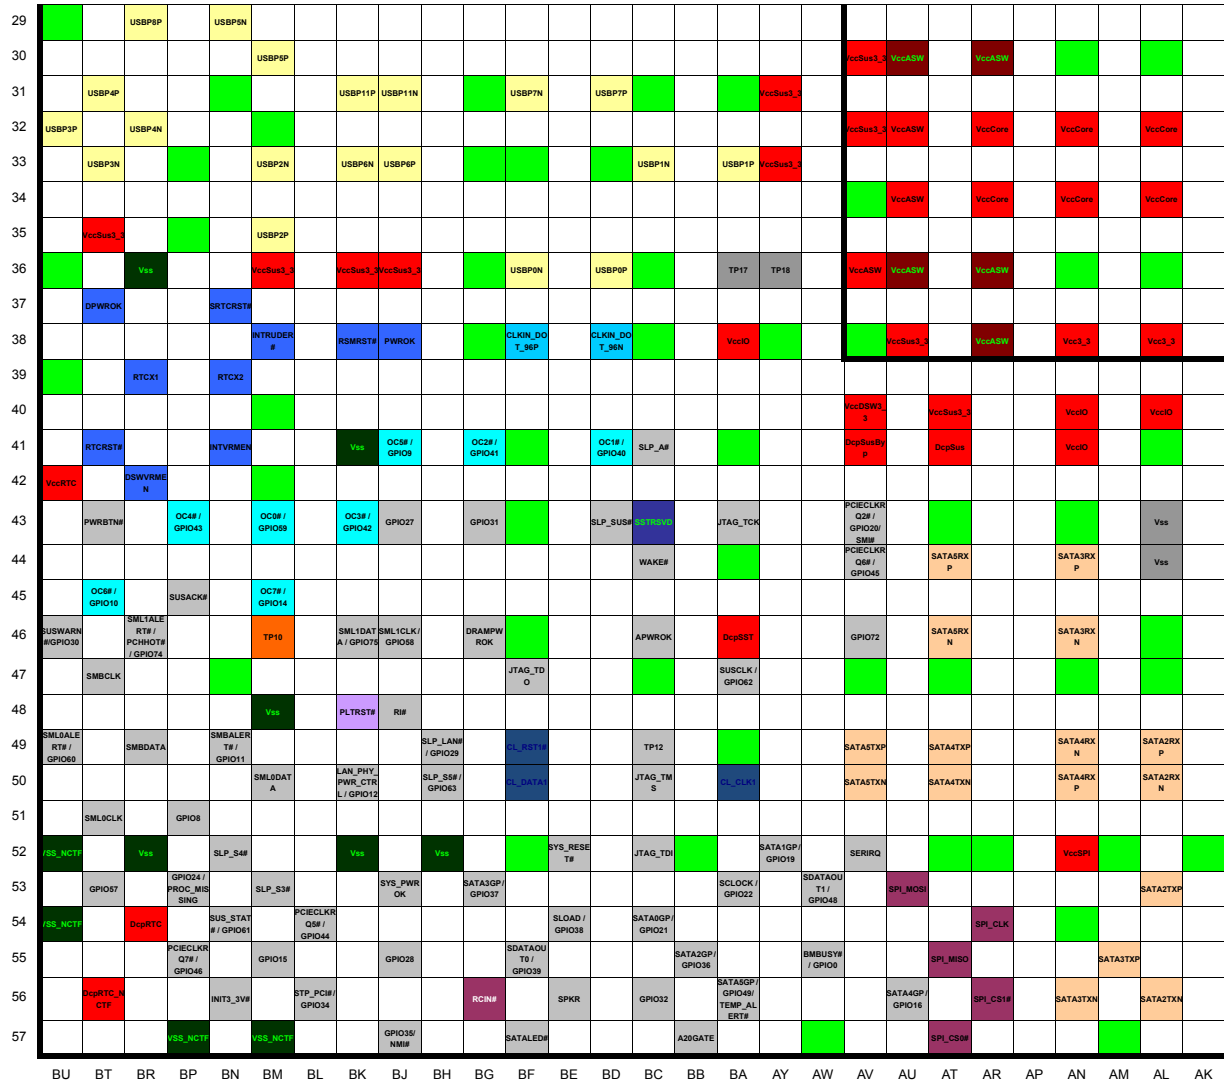 29 USBP8P USBP5N
30 USBP5P VccSus3_3 VccASW VccASW
31 USBP4P USBP11P USBP11N USBP7N USBP7P VccSus3_3
32 USBP3P USBP4N VccSus3_3 VccASW VccCore VccCore VccCore
33 USBP3N USBP2N USBP6N USBP6P USBP1N USBP1P VccSus3_3
34 VccASW VccCore VccCore VccCore
35 VccSus3_3 USBP2P
36 Vss VccSus3_3 VccSus3_3 VccSus3_3 USBP0N USBP0P TP17 TP18 VccASW VccASW VccASW
37 DPWROK SRTCRST#
38 INTRUDER# RSMRST# PWROK CLKIN_DOT_96P CLKIN_DOT_96N VccIO VccSus3_3 VccASW Vcc3_3 Vcc3_3
39 RTCX1 RTCX2
40 VccDSW3_3 VccSus3_3 VccIO VccIO
41 RTCRST# INTVRMEN Vss OC5# / GPIO9 OC2# / GPIO41 OC1# / GPIO40 SLP_A# DcpSusByp DcpSus VccIO
42 VccRTC DSWVRMEN
43 PWRBTN# OC4# / GPIO43 OC0# / GPIO59 OC3# / GPIO42 GPIO27 GPIO31 SLP_SUS# SSTRSVD JTAG_TCK PCIECLKRQ2# / GPIO20/ SMI# Vss
44 WAKE# PCIECLKRQ6# / GPIO45 SATA5RXP SATA3RXP Vss
45 OC6# / GPIO10 SUSACK# OC7# / GPIO14
46 SUSWARN#/GPIO30 SML1ALERT# / PCHHOT# / GPIO74 TP10 SML1DATA / GPIO75 SML1CLK / GPIO58 DRAMPWROK APWROK DcpSST GPIO72 SATA5RXN SATA3RXN
47 SMBCLK JTAG_TDO SUSCLK / GPIO62
48 Vss PLTRST# RI#
49 SML0ALERT# / GPIO60 SMBDATA SMBALERT# / GPIO11 SLP_LAN# / GPIO29 CL_RST1# TP12 SATA5TXP SATA4TXP SATA4RXN SATA2RXP
50 SML0DATA LAN_PHY_PWR_CTRL / GPIO12 SLP_S5# / GPIO63 CL_DATA1 JTAG_TMS CL_CLK1 SATA5TXN SATA4TXN SATA4RXP SATA2RXN
51 SML0CLK GPIO8
52 VSS_NCTF Vss SLP_S4# Vss Vss SYS_RESET# JTAG_TDI SATA1GP / GPIO19 SERIRQ VccSPI
53 GPIO57 GPIO24 / PROC_MISSING SLP_S3# SYS_PWROK SATA3GP / GPIO37 SCLOCK / GPIO22 SDATAOUT1 / GPIO48 SPI_MOSI SATA2TXP
54 VSS_NCTF DcpRTC SUS_STAT# / GPIO61 PCIECLKRQ5# / GPIO44 SLOAD / GPIO38 SATA0GP / GPIO21 SPI_CLK
55 PCIECLKRQ7# / GPIO46 GPIO15 GPIO28 SDATAOUT0 / GPIO39 SATA2GP / GPIO36 BMBUSY# / GPIO0 SPI_MISO SATA3TXP
56 DcpRTC_NCTF INIT3_3V# STP_PCI# / GPIO34 RCIN# SPKR GPIO32 SATA5GP / GPIO49 / TEMP_ALERT# SATA4GP / GPIO16 SPI_CS1# SATA3TXN SATA2TXN
57 VSS_NCTF VSS_NCTF GPIO35 / NMI# SATALED# A20GATE SPI_CS0#
BU BT BR BP BN BM BL BK BJ BH BG BF BE BD BC BB BA AY AW AV AU AT AR AP AN AM AL AK